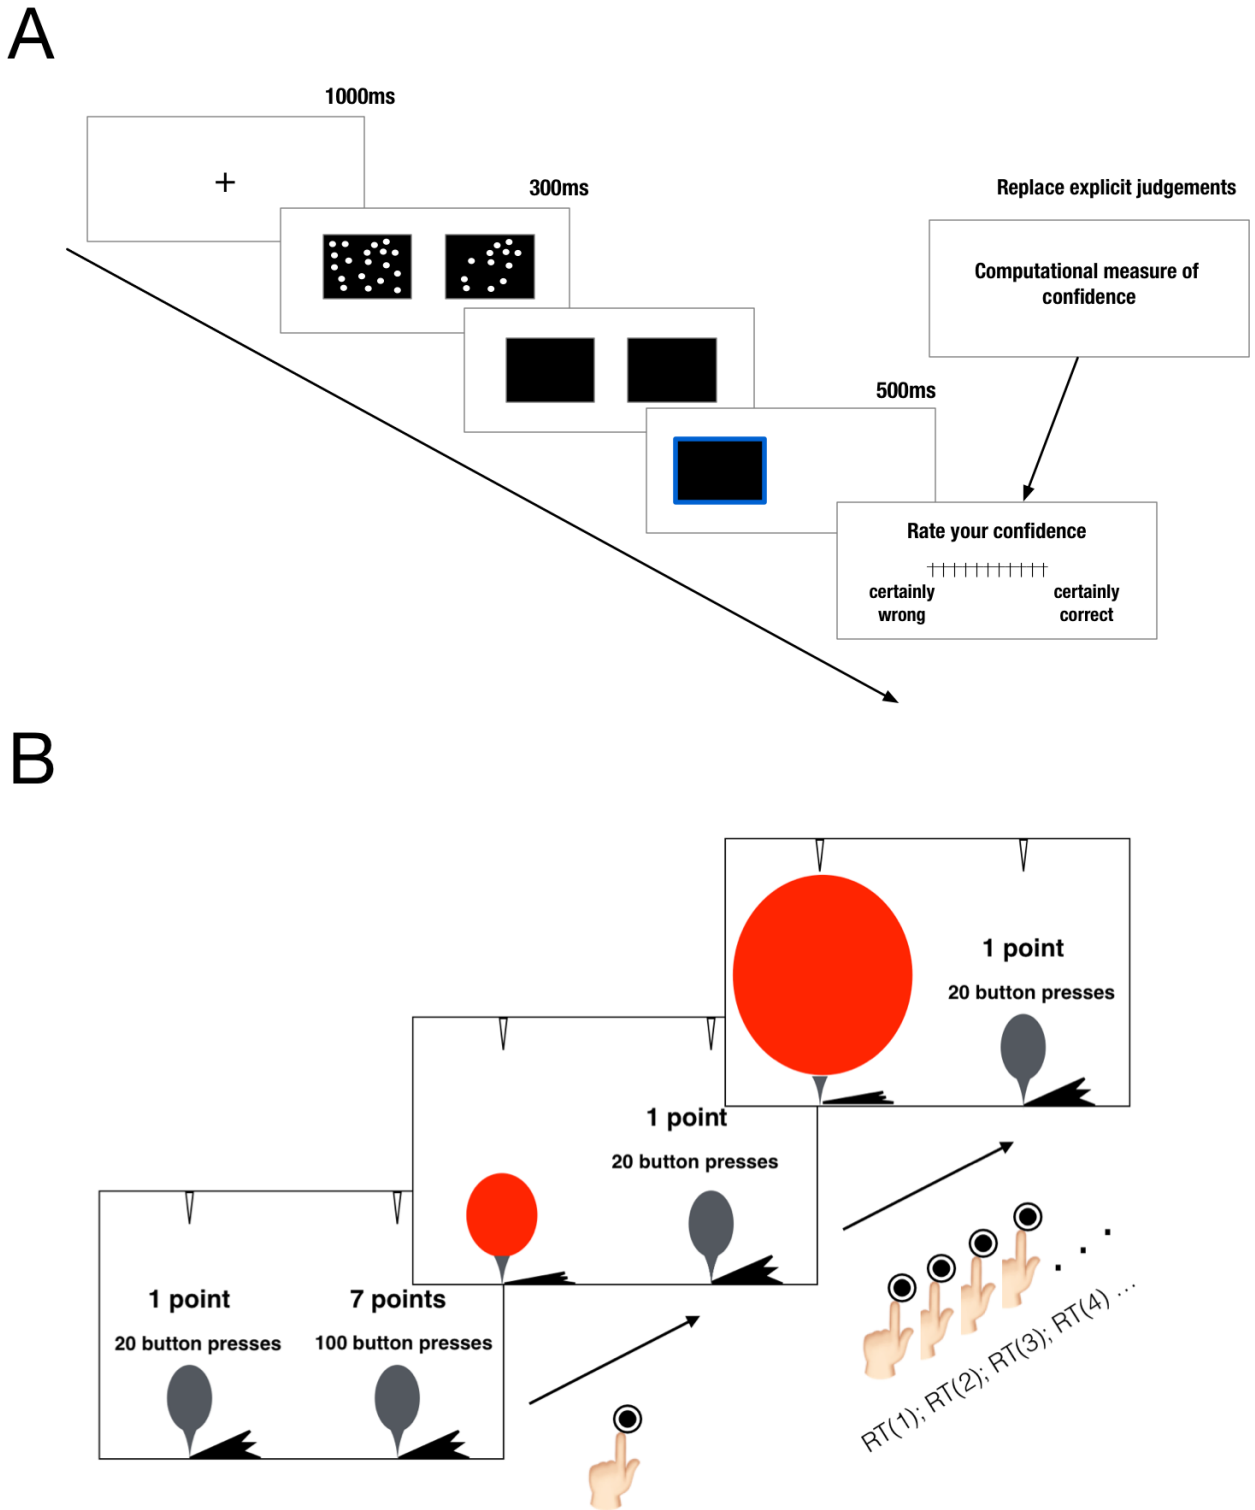 A
1000ms
+
300ms
Replace explicit judgements
Computational measure of
confidence
500ms
Rate your confidence
certainly
wrong
certainly
correct
B
1 point
20 button presses
1 point
20 button presses
1 point
20 button presses
7 points
100 button presses
RT(1); RT(2); RT(3); RT(4) ...